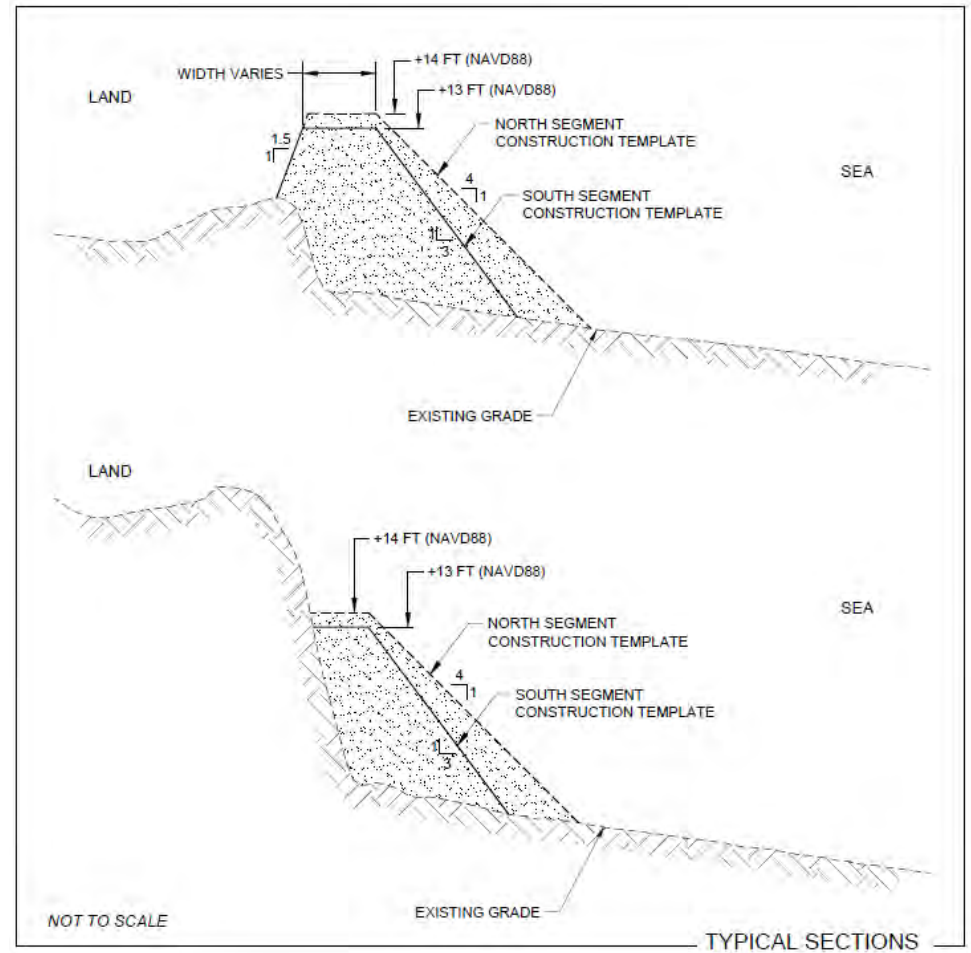 +14 FT (NAVD88)
WIDTH VARIES
+13 FT (NAVD88)
LAND
NORTH SEGMENT
CONSTRUCTION TEMPLATE
1.5
1
SEA
4
1
SOUTH SEGMENT
CONSTRUCTION TEMPLATE
1
3
EXISTING GRADE
LAND
+14 FT (NAVD88)
+13 FT (NAVD88)
SEA
NORTH SEGMENT
CONSTRUCTION TEMPLATE
4
1
SOUTH SEGMENT
CONSTRUCTION TEMPLATE
1
3
EXISTING GRADE
NOT TO SCALE
TYPICAL SECTIONS